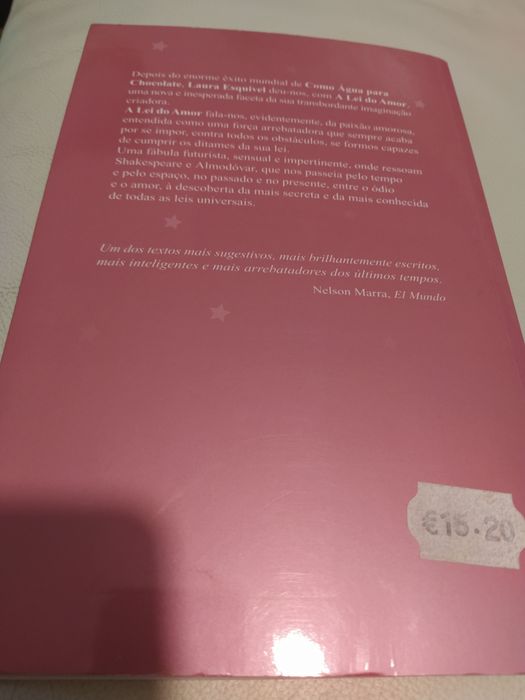 Depois do enorme êxito mundial de Como Água para
Chocolate, Laura Esquivel deu-nos, com A Lei do Amor,
uma nova e inesperada faceta da sua transbordante imaginação
criadora.
A Lei do Amor fala-nos, evidentemente, da paixão amorosa,
entendida como uma força arrebatadora que sempre acaba
por se impor, contra todos os obstáculos, se formos capazes
de cumprir os ditames da sua lei.
Uma fábula futurista, sensual e impertinente, onde ressoam
Shakespeare e Almodóvar, que nos passeia pelo tempo
e pelo espaço, no passado e no presente, entre o ódio
e o amor, à descoberta da mais secreta e da mais conhecida
de todas as leis universais.
Um dos textos mais sugestivos, mais brilhantemente escritos,
mais inteligentes e mais arrebatadores dos últimos tempos.
Nelson Marra, El Mundo
€15.20